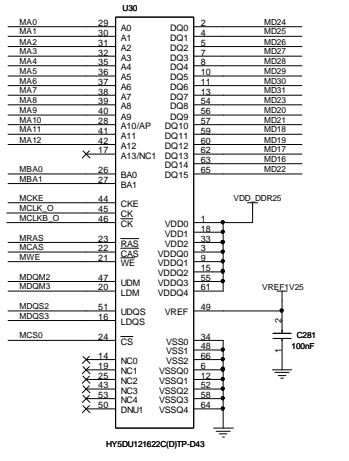 U30
MA0 29 A0 DQ0 2 MD24
MA1 30 A1 DQ1 4 MD25
MA2 31 A2 DQ2 5 MD26
MA3 32 A3 DQ3 7 MD27
MA4 35 A4 DQ4 8 MD28
MA5 36 A5 DQ5 10 MD29
MA6 37 A6 DQ6 11 MD30
MA7 38 A7 DQ7 13 MD31
MA8 39 A8 DQ8 54 MD23
MA9 40 A9 DQ9 56 MD20
MA10 28 A10/AP DQ10 57 MD21
MA11 41 A11 DQ11 59 MD18
MA12 42 A12 DQ12 60 MD19
17 A13/NC1 DQ13 62 MD17
DQ14 63 MD16
MBA0 26 BA0 DQ15 65 MD22
MBA1 27 BA1
MCKE 44 CKE
MCLK_O 45 CK
MCLKB_O 46 CK
VDD_DDR25
VDD0 1
VDD1 18
MRAS 23 RAS VDD2 33
MCAS 22 CAS VDDQ0 3
MWE 21 WE VDDQ1 9
VDDQ2 15
MDQM2 47 UDM VDDQ3 55
MDQM3 20 LDM VDDQ4 61
VREF1V25
MDQS2 51 UDQS VREF 49
MDQS3 16 LDQS
2
C281
100nF
1
MCS0 24 CS VSS0 34
VSS1 48
14 NC0 VSS2 66
19 NC1 VSSQ0 6
25 NC2 VSSQ1 12
43 NC3 VSSQ2 52
53 NC4 VSSQ3 58
50 DNU1 VSSQ4 64
HY5DU121622C(D)TP-D43